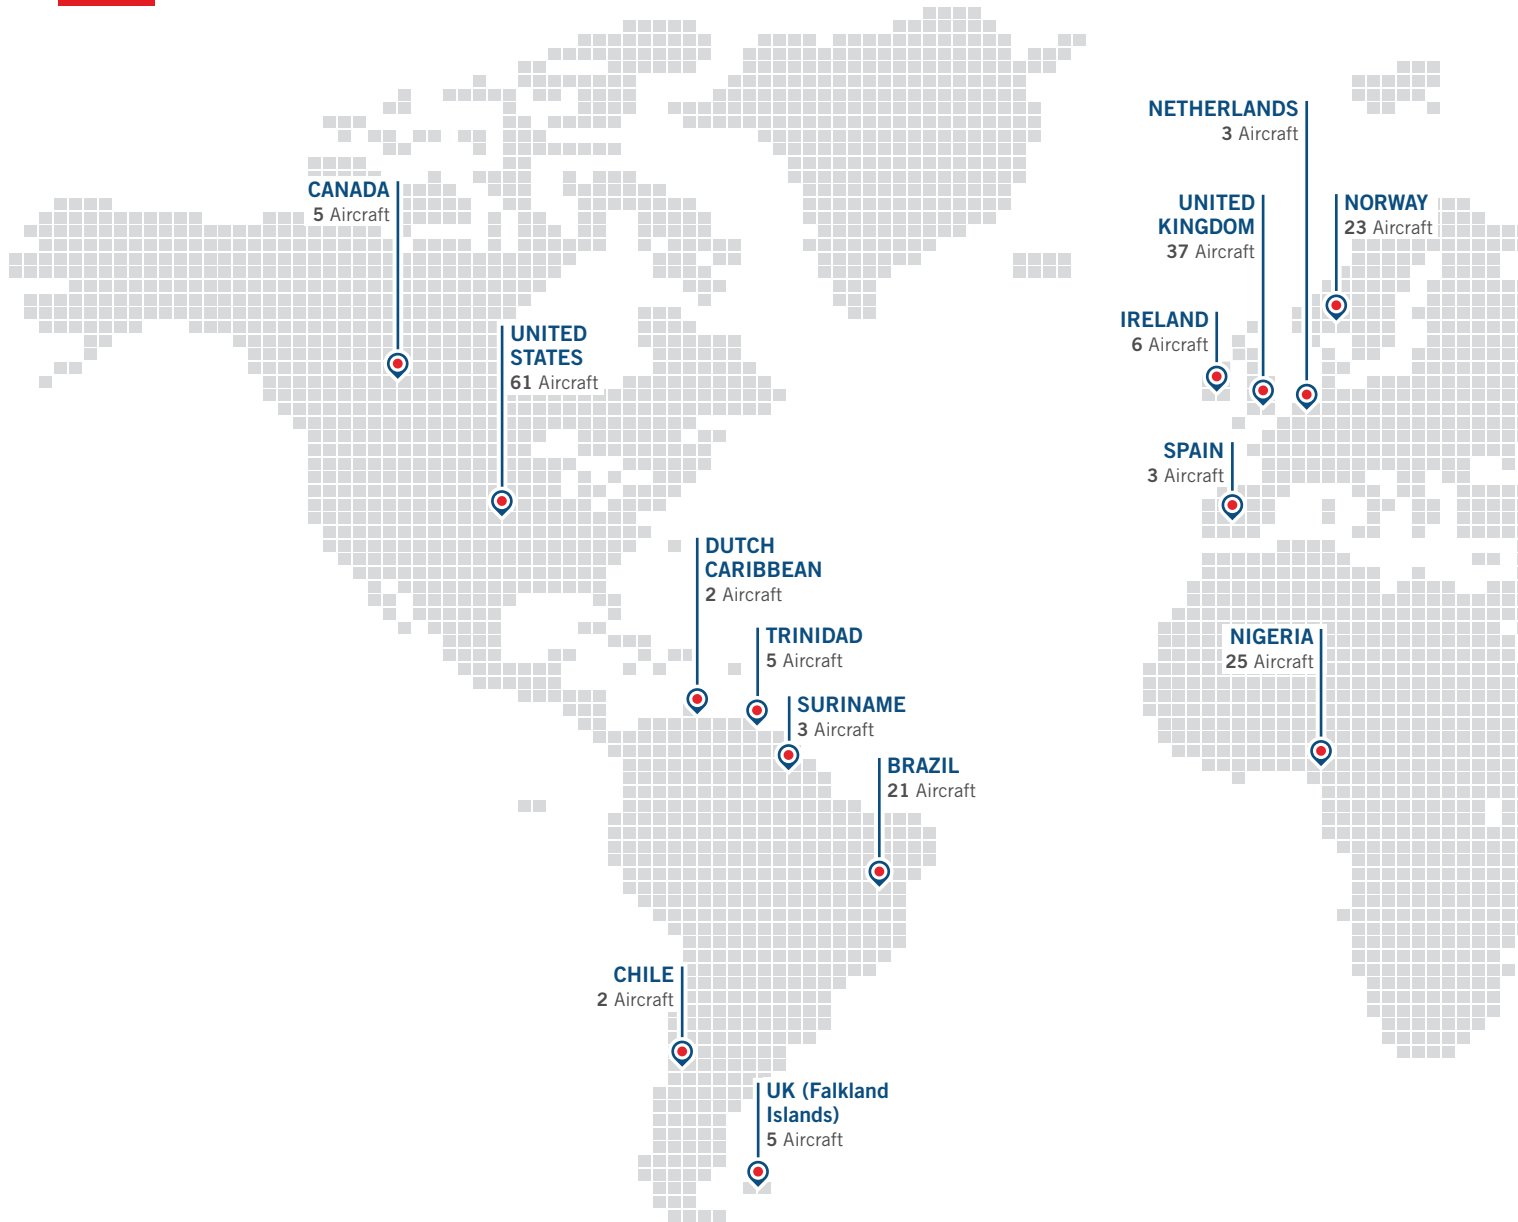 NETHERLANDS
3 Aircraft
CANADA
5 Aircraft
UNITED
KINGDOM
37 Aircraft
NORWAY
23 Aircraft
IRELAND
6 Aircraft
UNITED
STATES
61 Aircraft
SPAIN
3 Aircraft
DUTCH
CARIBBEAN
2 Aircraft
TRINIDAD
5 Aircraft
NIGERIA
25 Aircraft
SURINAME
3 Aircraft
BRAZIL
21 Aircraft
CHILE
2 Aircraft
UK (Falkland
Islands)
5 Aircraft